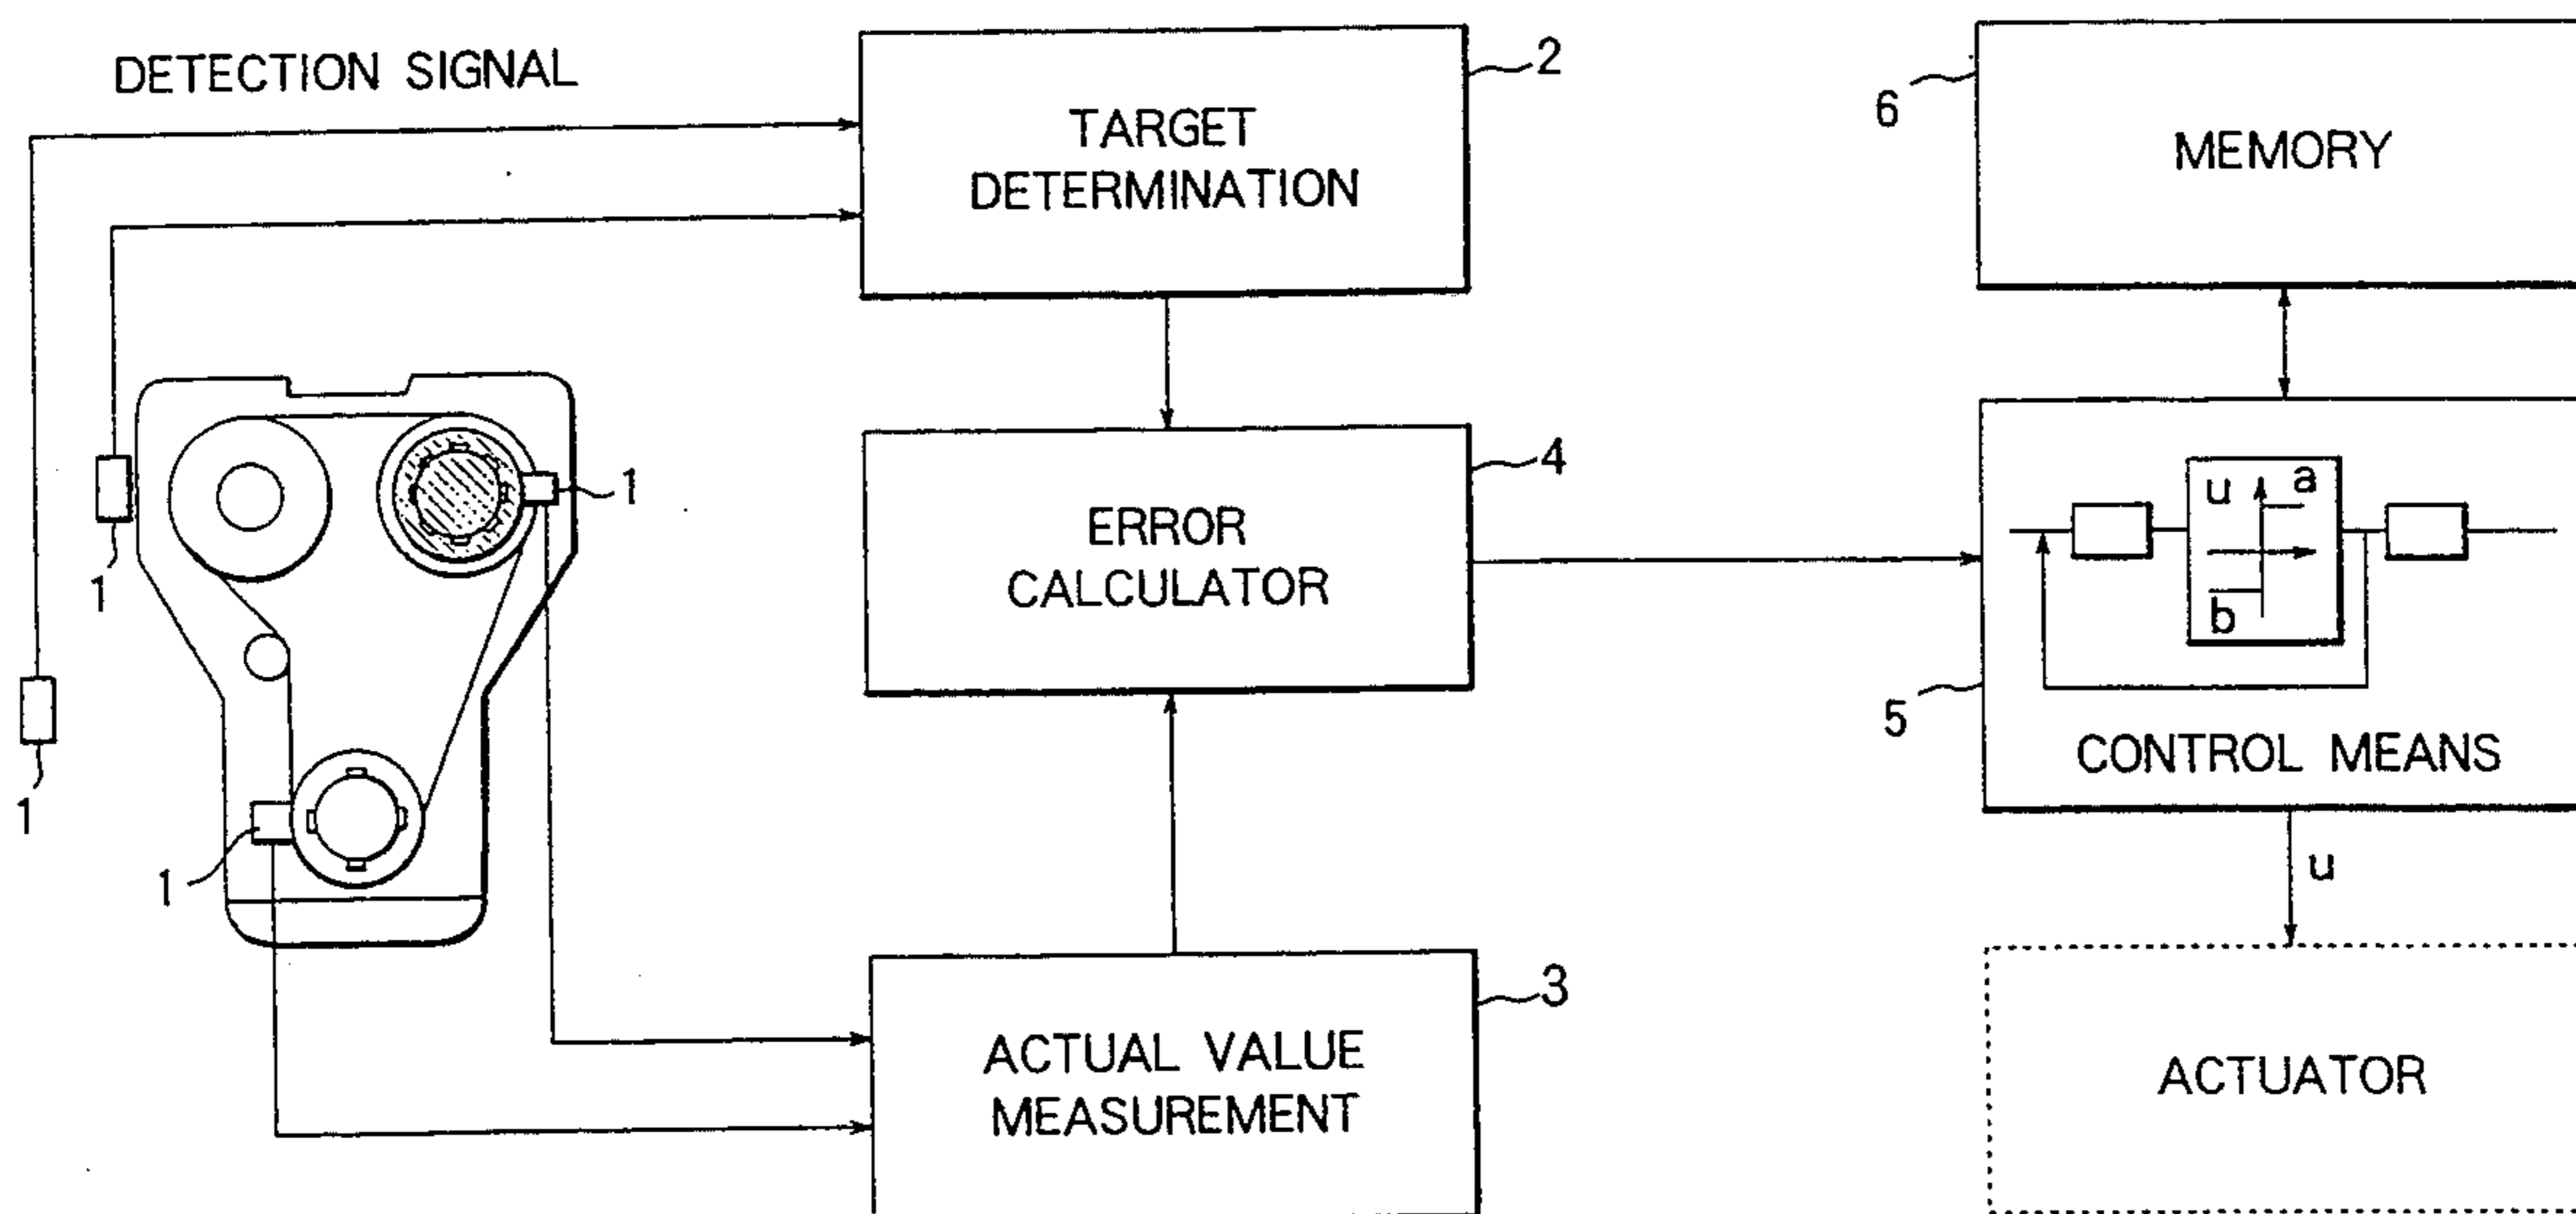 DETECTION SIGNAL
2
TARGET
DETERMINATION
6
MEMORY
1
1
4
ERROR
CALCULATOR
u a
b
5
CONTROL MEANS
1
1
u
3
ACTUAL VALUE
MEASUREMENT
ACTUATOR